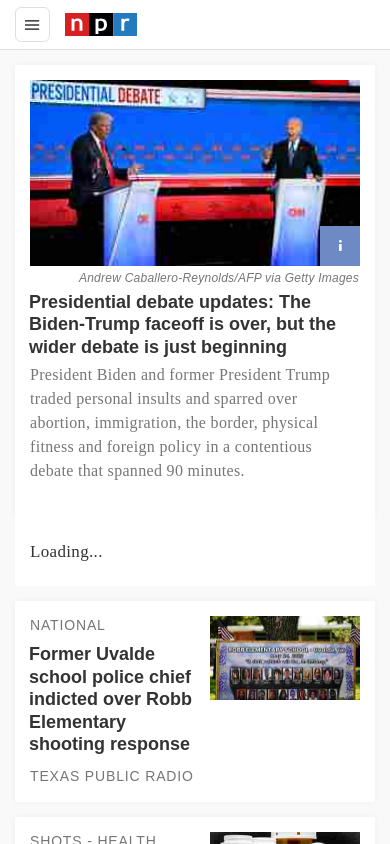 npr
PRESIDENTIAL DEBATE
CNN
Andrew Caballero-Reynolds/AFP via Getty Images
Presidential debate updates: The
Biden-Trump faceoff is over, but the
wider debate is just beginning
President Biden and former President Trump
traded personal insults and sparred over
abortion, immigration, the border, physical
fitness and foreign policy in a contentious
debate that spanned 90 minutes.
Loading...
NATIONAL
Former Uvalde
school police chief
indicted over Robb
Elementary
shooting response
TEXAS PUBLIC RADIO
ROBB ELEMENTARY SCHOOL
SHOTS - HEALTH